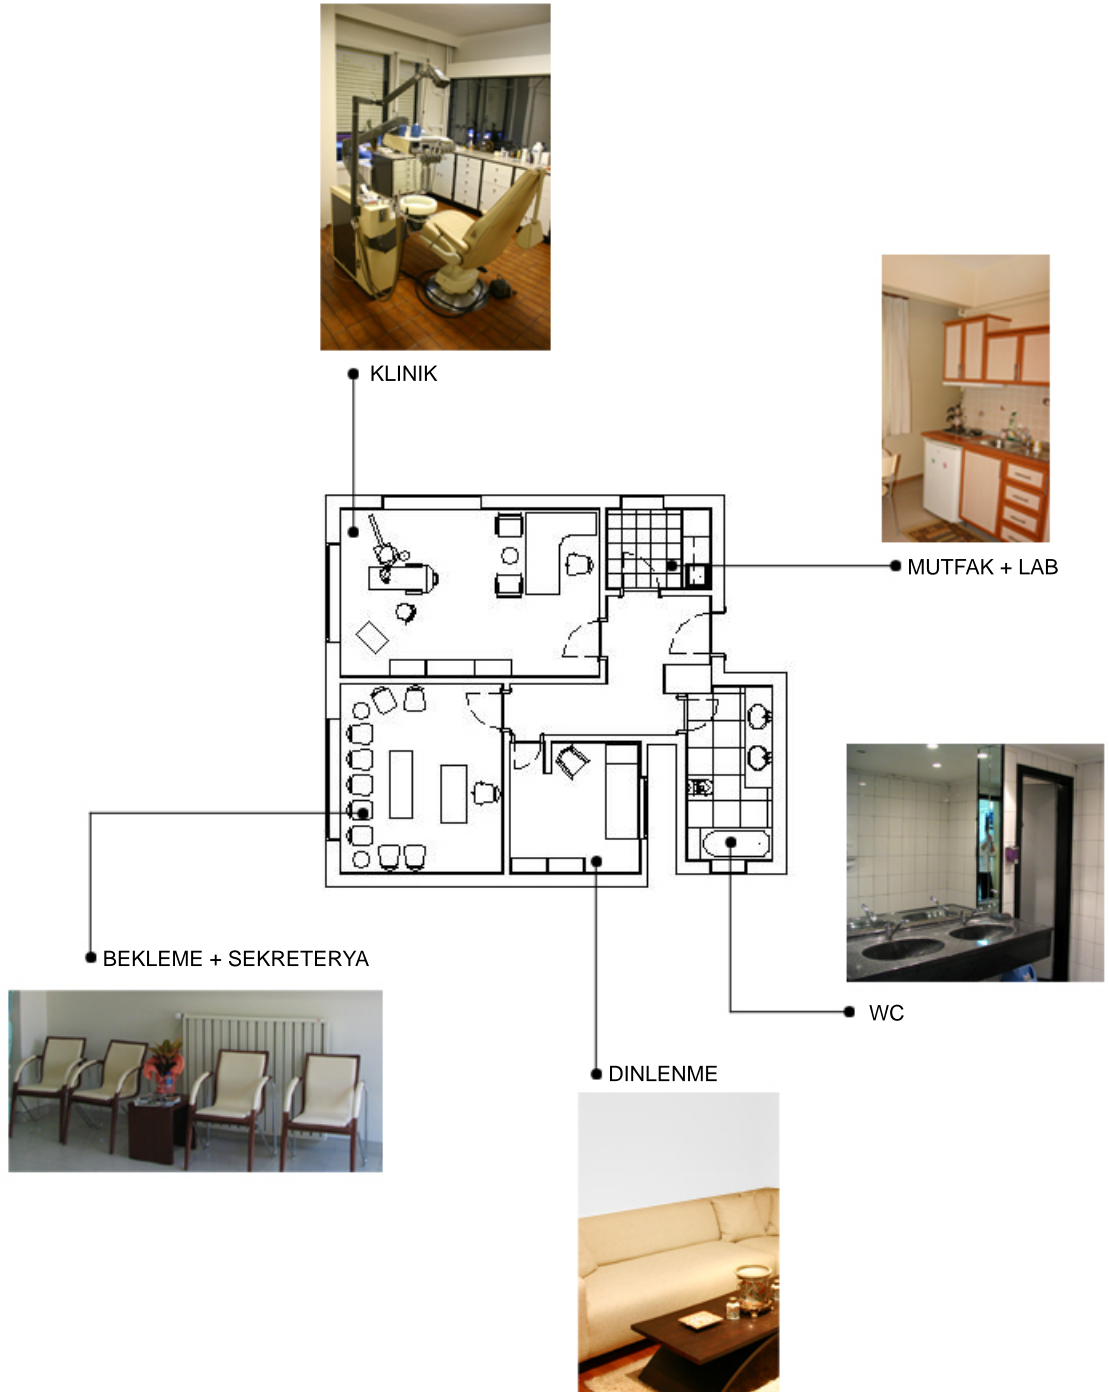 KLINIK
MUTFAK + LAB
BEKLEME + SEKRETERYA
WC
DINLENME